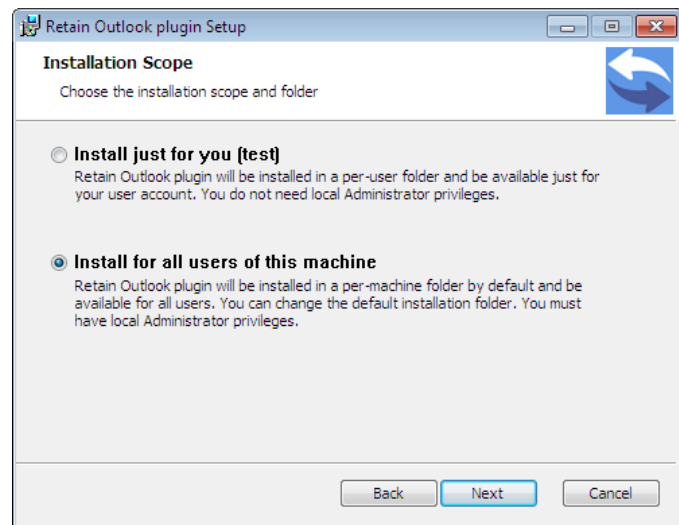 Retain Outlook plugin Setup
Installation Scope
Choose the installation scope and folder
Install just for you (test)
Retain Outlook plugin will be installed in a per-user folder and be available just for
your user account. You do not need local Administrator privileges.
Install for all users of this machine
Retain Outlook plugin will be installed in a per-machine folder by default and be
available for all users. You can change the default installation folder. You must
have local Administrator privileges.
Back Next Cancel